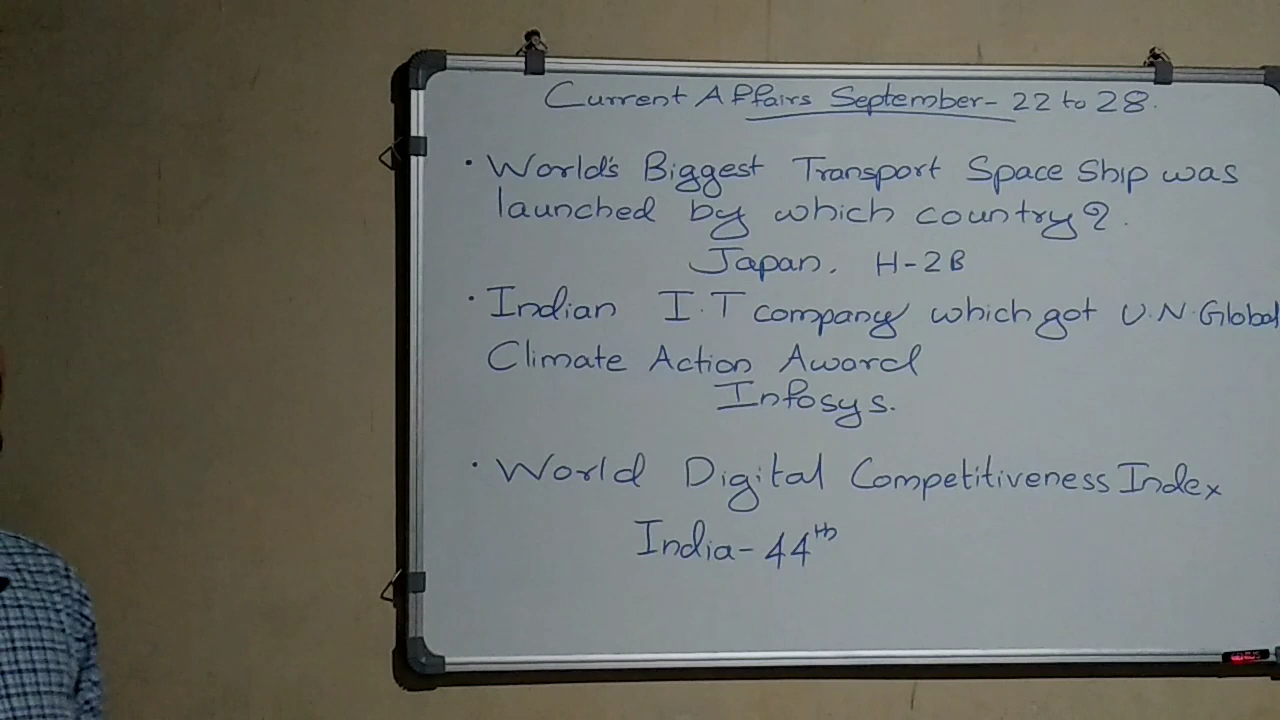 Current Affairs September- 22 to 28.
• World's Biggest Transport Space Ship was
launched by which country?.
Japan. H-2B
• Indian I.T company which got U.N. Global
Climate Action Award
Infosys.
• World Digital Competitiveness Index
India-44th